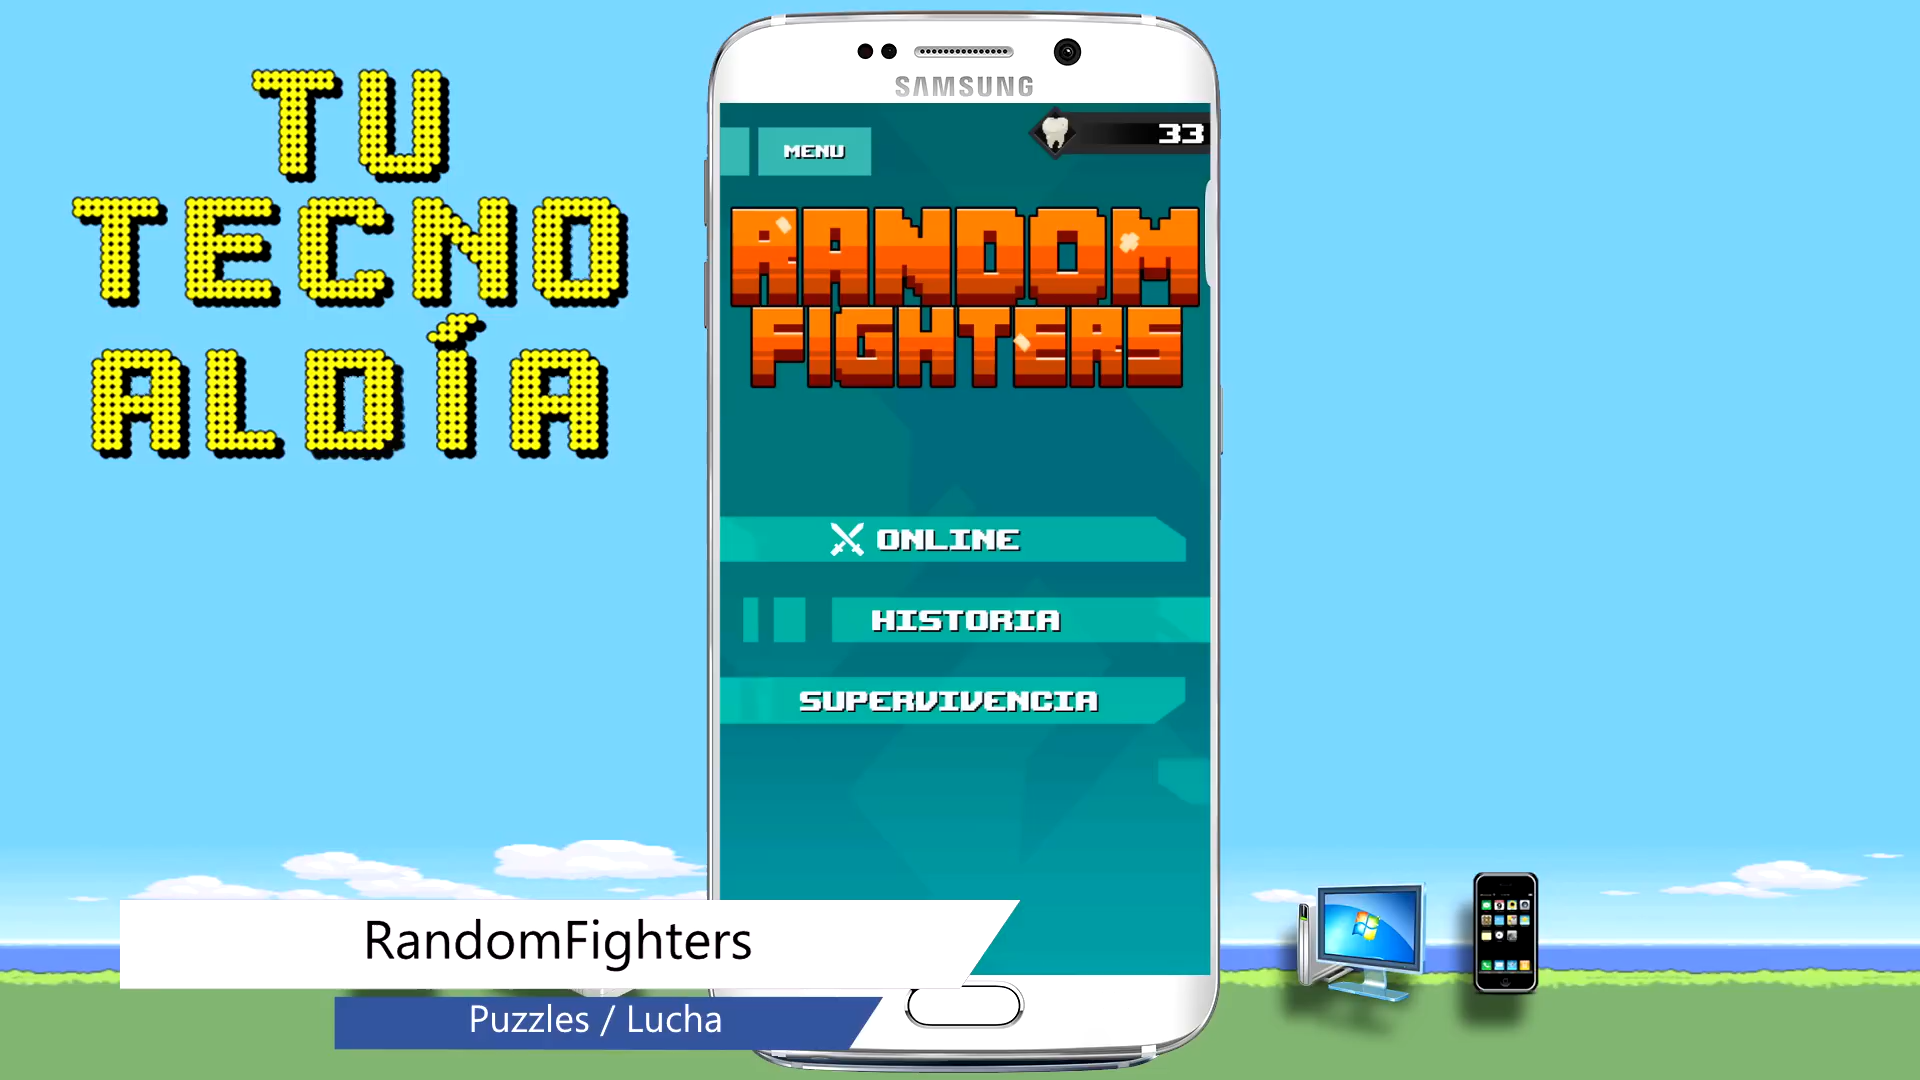 TU
TECNO
ALDÍA
SAMSUNG
MENU
33
RANDOM
FIGHTERS
ONLINE
HISTORIA
SUPERVIVENCIA
RandomFighters
Puzzles / Lucha